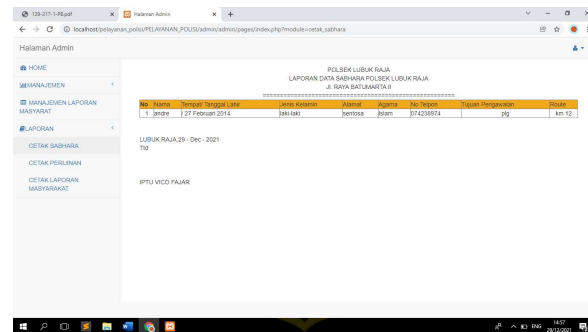 129-217-1-PB.pdf
Halaman Admin
localhost/pelayanan_polisi/PELAYANAN_POLISI/admin/admin/pages/index.php?module=cetak_sabhara
Halaman Admin
HOME
MANAJEMEN
MANAJEMEN LAPORAN
MASYARAT
LAPORAN
CETAK SABHARA
CETAK PERIJINAN
CETAK LAPORAN
MASYARAKAT
POLSEK LUBUK RAJA
LAPORAN DATA SABHARA POLSEK LUBUK RAJA
Jl. RAYA BATUMARTA II
No Nama Tempat/ Tanggal Lahir Jenis Kelamin Alamat Agama No Telpon Tujuan Pengawalan Route
1 andre / 27 Februari 2014 laki-laki sentosa Islam 074238974 plg km 12
LUBUK RAJA,29 - Dec - 2021
Ttd
IPTU VICO FAJAR
ENG
14:57
29/12/2021